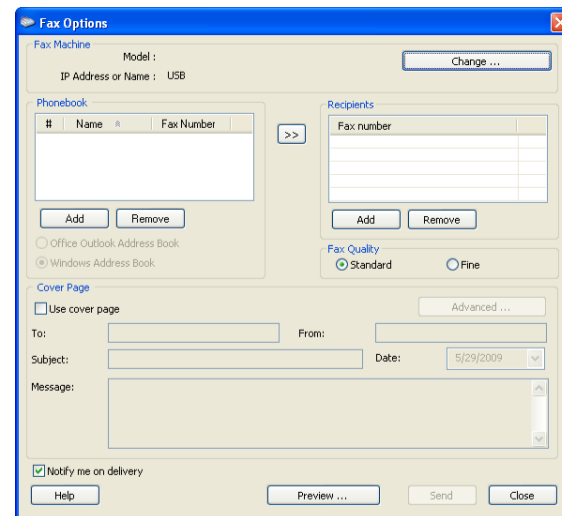 Fax Options
Fax Machine
Model :
Change ...
IP Address or Name : USB
Phonebook
Recipients
# Name Fax Number
Fax number
>>
Add Remove
Add Remove
Office Outlook Address Book
Windows Address Book
Fax Quality
Standard Fine
Cover Page
Use cover page
Advanced ...
To: From:
Subject: Date: 5/29/2009
Message:
Notify me on delivery
Help Preview ... Send Close